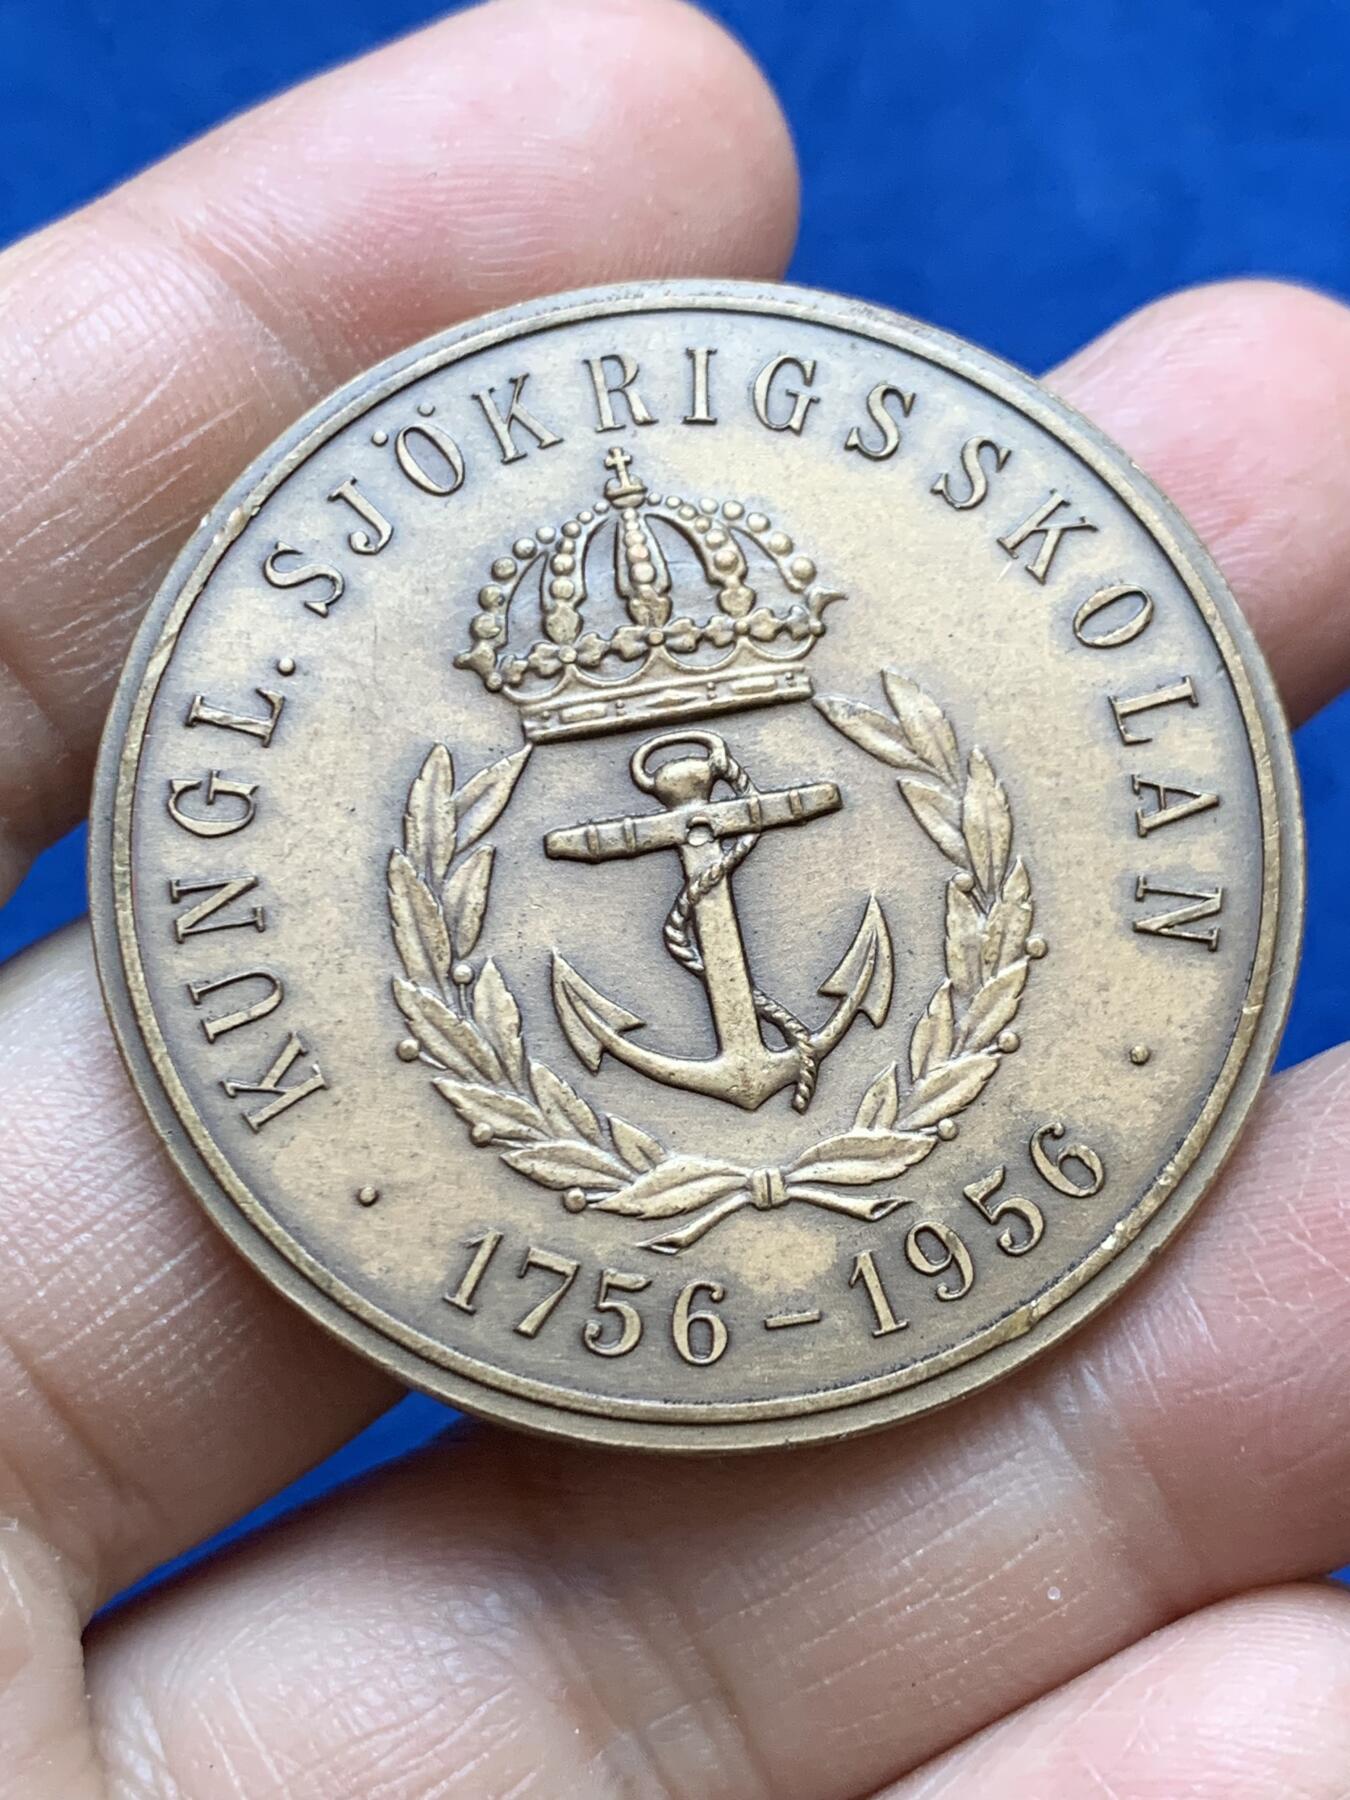 KUNGL. SJÖKRIGSSKOLAN
· 1756 – 1956 ·